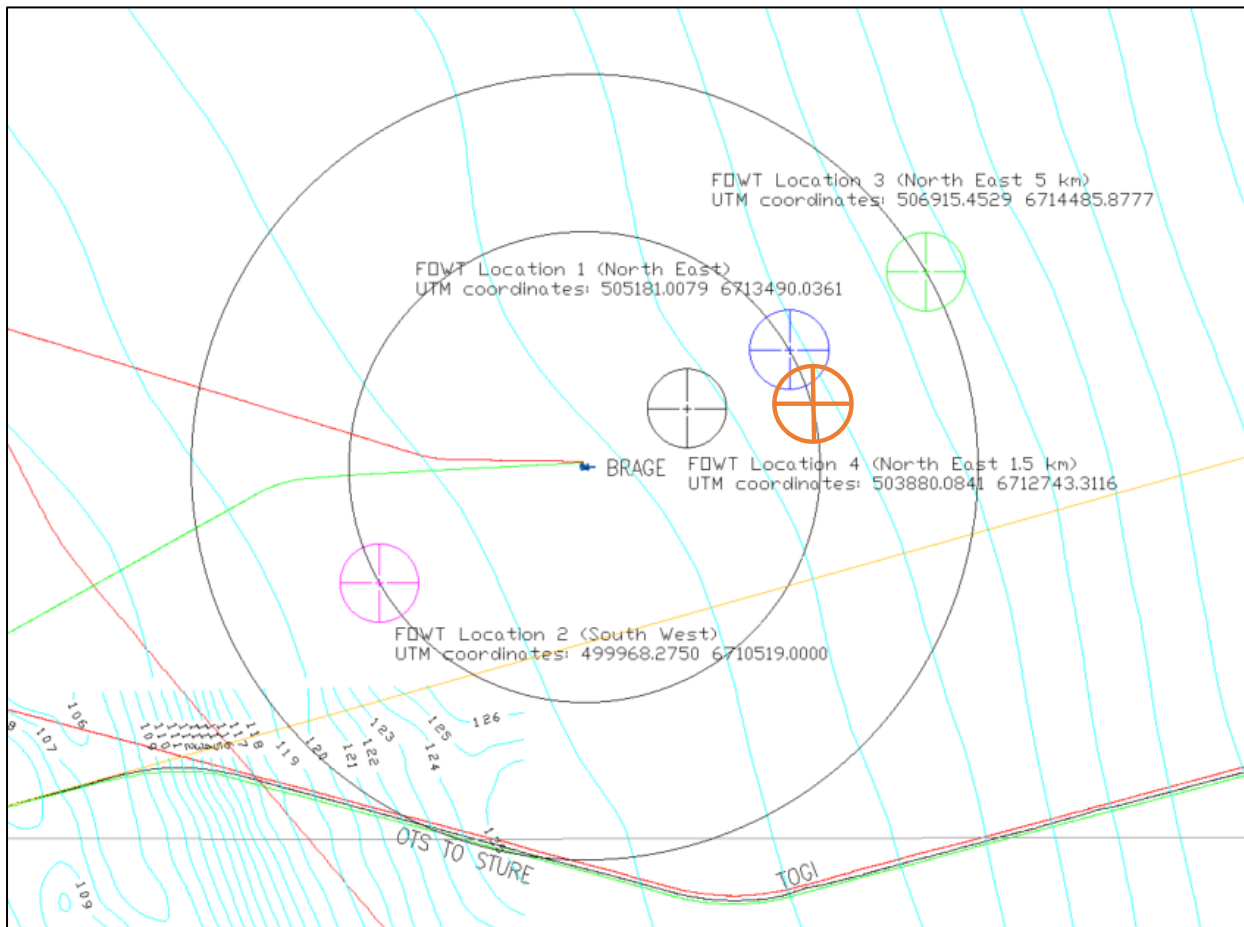 FOWT Location 3 (North East 5 km)
UTM coordinates: 506915.4529 6714485.8777
FOWT Location 1 (North East)
UTM coordinates: 505181.0079 6713490.0361
BRAGE
FOWT Location 4 (North East 1.5 km)
UTM coordinates: 503880.0841 6712743.3116
FOWT Location 2 (South West)
UTM coordinates: 499968.2750 6710519.0000
106
107
117
118
119
120
121
122
123
124
125
126
OTS TO STURE
TOGI
109